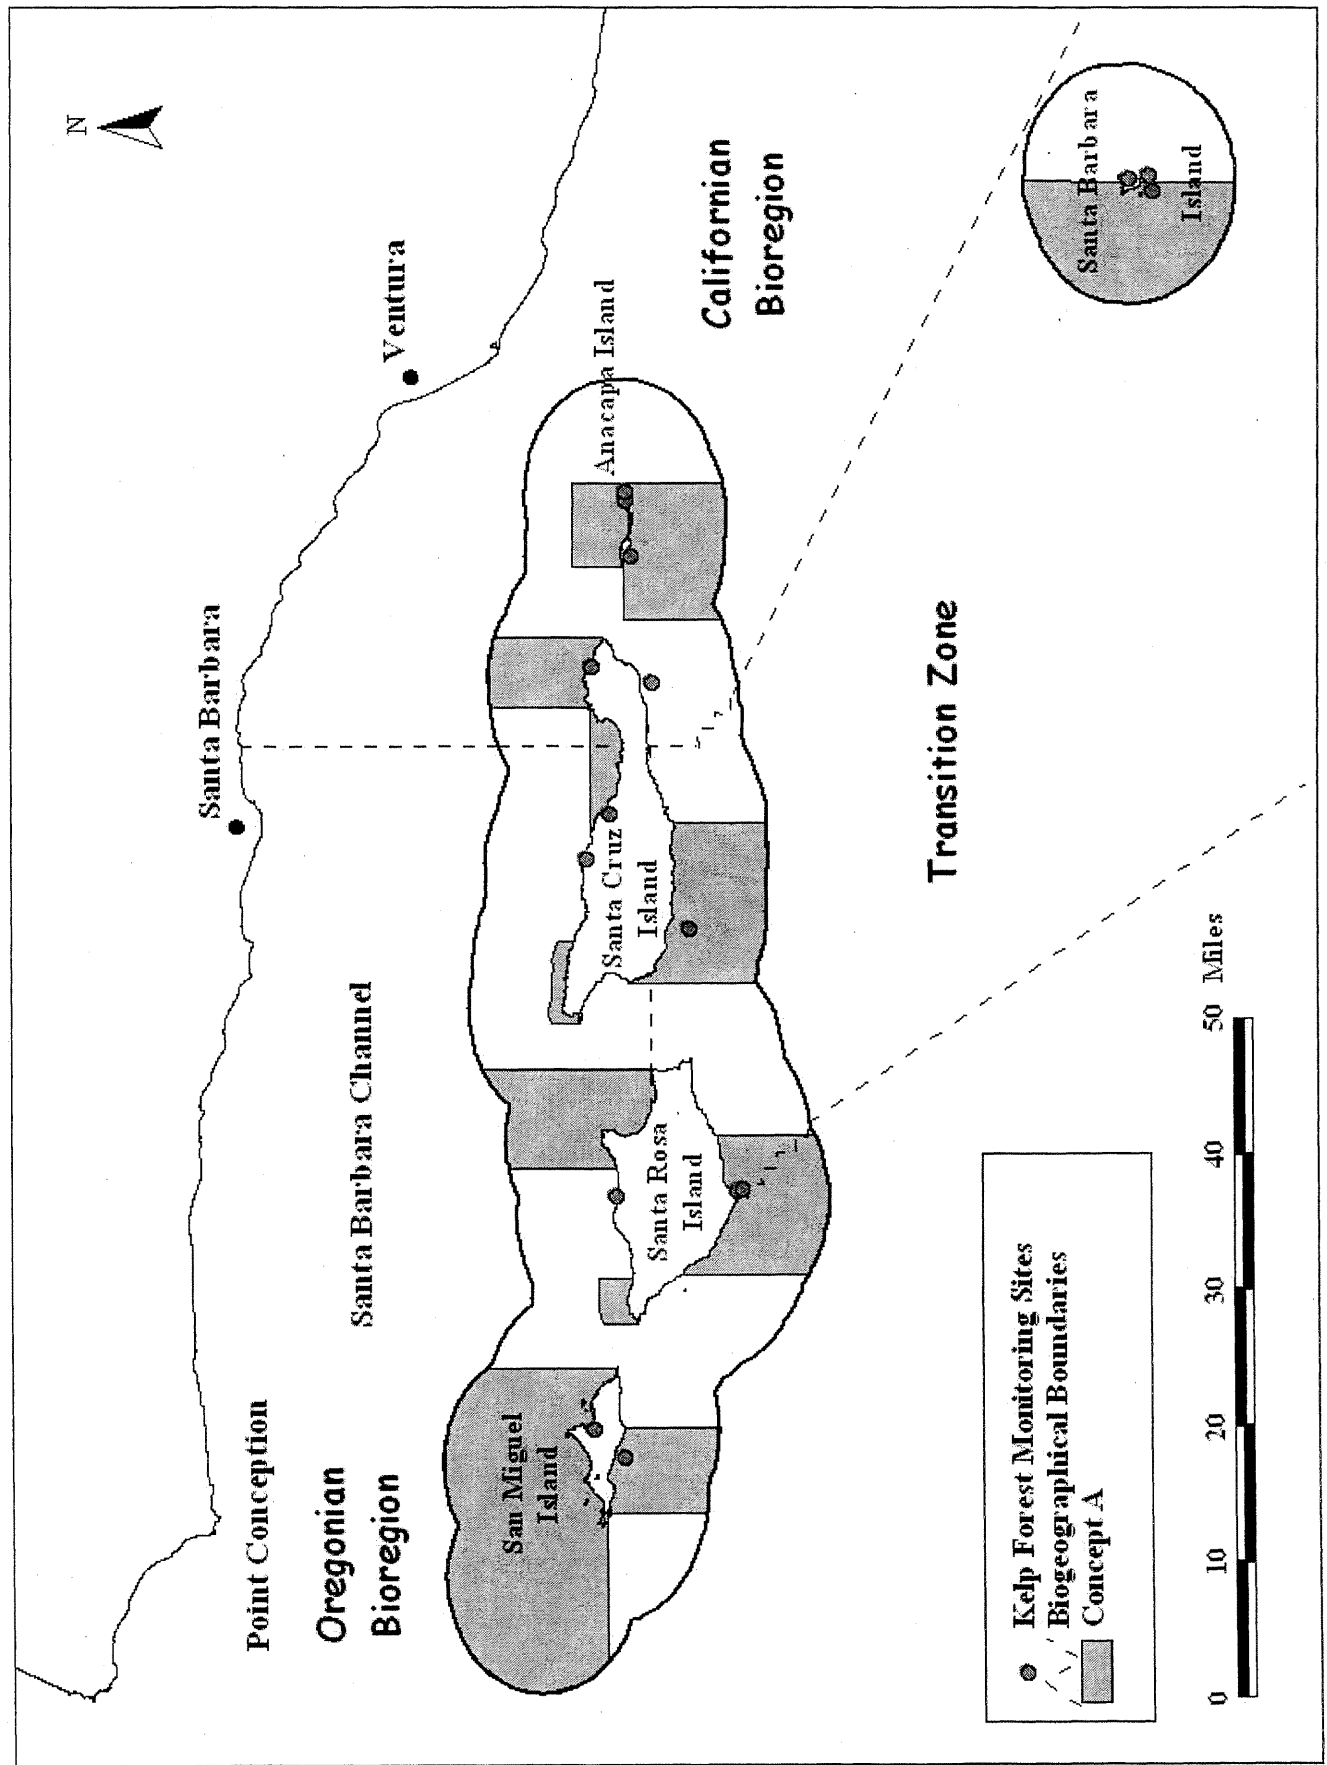 N
Santa Barbara
Ventura
Point Conception
Santa Barbara Channel
Oregonian
Bioregion
Californian
Bioregion
San Miguel
Island
Santa Rosa
Island
Santa Cruz
Island
Anacapa Island
Transition Zone
Santa Barbara
Island
Kelp Forest Monitoring Sites
Biogeographical Boundaries
Concept A
0 10 20 30 40 50 Miles